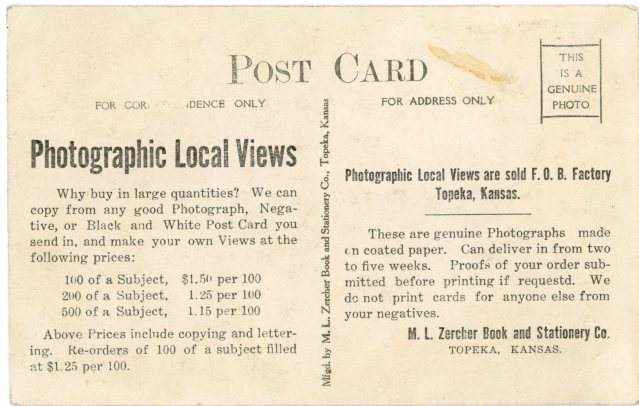 POST CARD
THIS
IS A
GENUINE
PHOTO
FOR COR DENCE ONLY
FOR ADDRESS ONLY
Photographic Local Views
Why buy in large quantities? We can
copy from any good Photograph, Nega-
tive, or Black and White Post Card you
send in, and make your own Views at the
following prices:
100 of a Subject, $1.50 per 100
200 of a Subject, 1.25 per 100
500 of a Subject, 1.15 per 100
Above Prices include copying and letter-
ing. Re-orders of 100 of a subject filled
at $1.25 per 100.
Mfgd. by M. L. Zercher Book and Stationery Co., Topeka, Kansas
Photographic Local Views are sold F. O. B. Factory
Topeka, Kansas.
These are genuine Photographs made
on coated paper. Can deliver in from two
to five weeks. Proofs of your order sub-
mitted before printing if requestd. We
do not print cards for anyone else from
your negatives.
M. L. Zercher Book and Stationery Co.
TOPEKA, KANSAS.